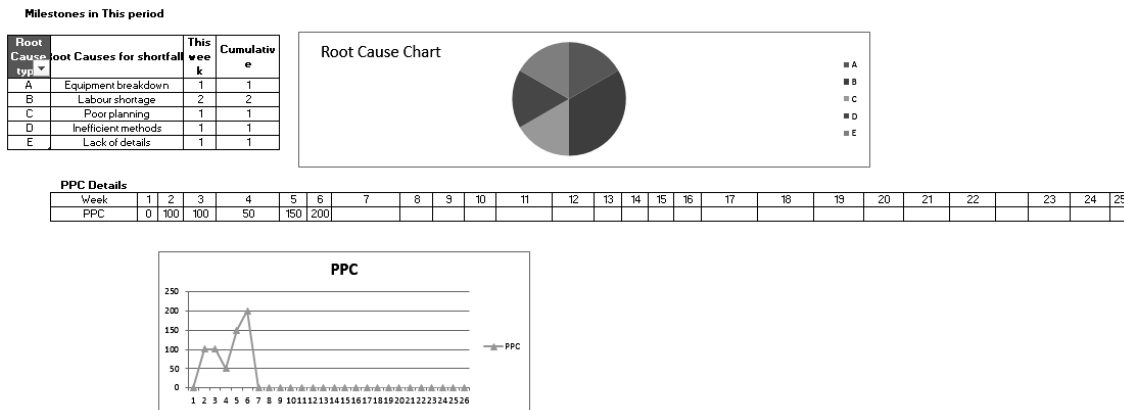 Milestones in This period
Root Cause typ Root Causes for shortfall This week Cumulative
A Equipment breakdown 1 1
B Labour shortage 2 2
C Poor planning 1 1
D Inefficient methods 1 1
E Lack of details 1 1
Root Cause Chart
A
B
C
D
E
PPC Details
Week 1 2 3 4 5 6 7 8 9 10 11 12 13 14 15 16 17 18 19 20 21 22 23 24 25
PPC 0 100 100 50 150 200
PPC
250
200
150
100
50
0
1 2 3 4 5 6 7 8 9 10 11 12 13 14 15 16 17 18 19 20 21 22 23 24 25 26
PPC